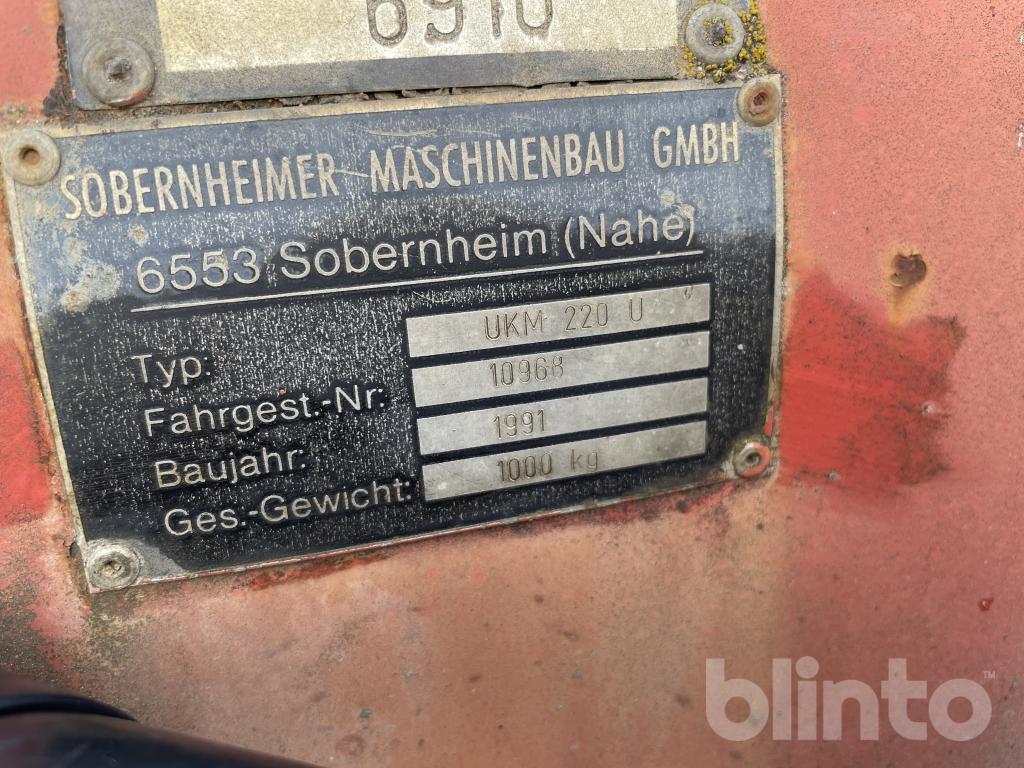 6910
SOBERNHEIMER MASCHINENBAU GMBH
6553 Sobernheim (Nahe)
Typ: UKM 220 U
Fahrgest.-Nr: 10968
Baujahr: 1991
Ges.-Gewicht: 1000 kg
blinto™